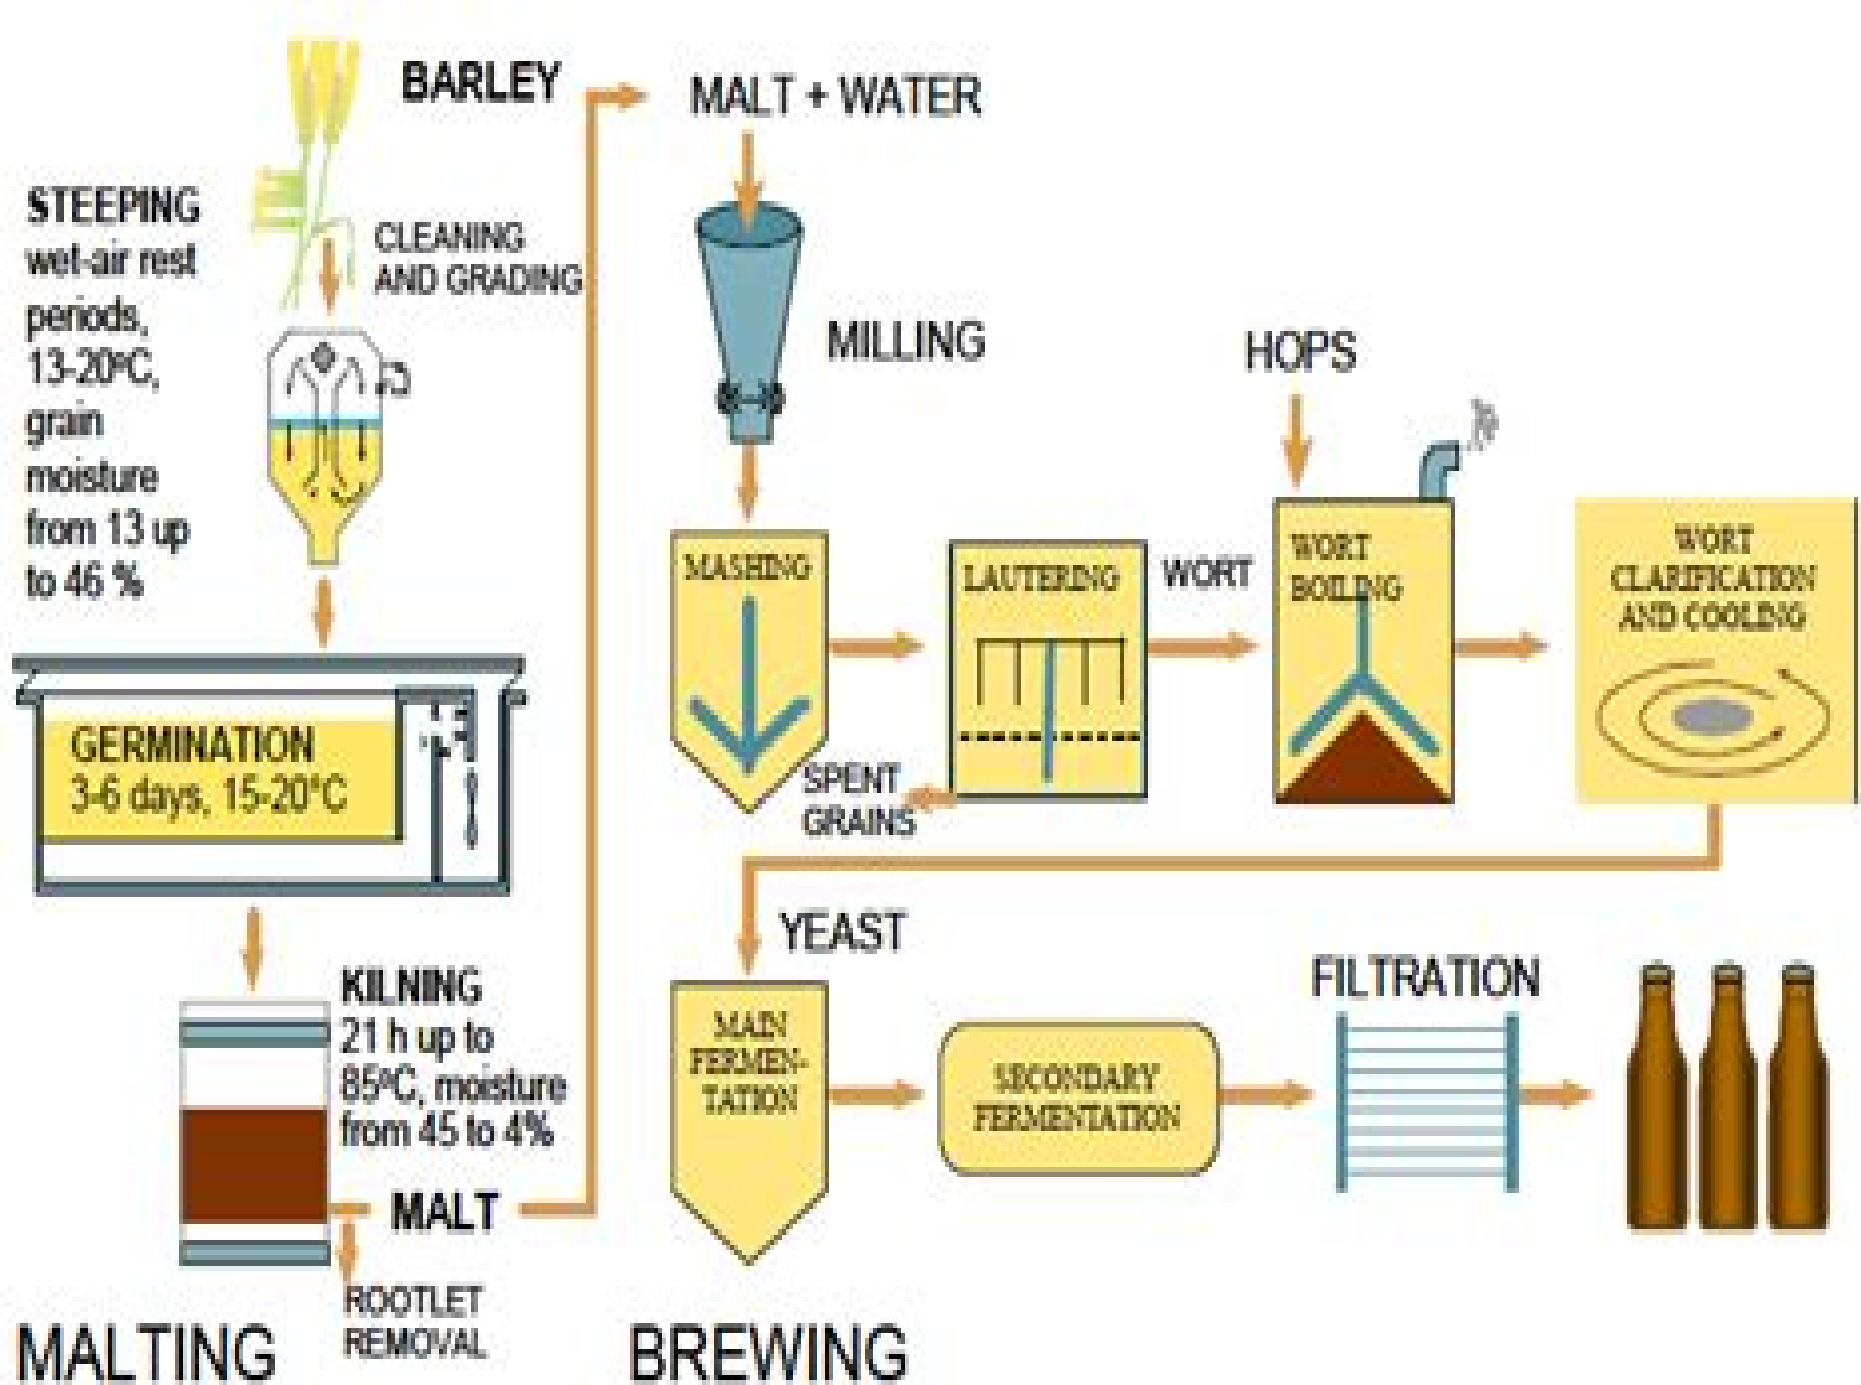 BARLEY
STEEPING
wet-air rest
periods,
13-20ºC,
grain
moisture
from 13 up
to 46 %
CLEANING
AND GRADING
GERMINATION
3-6 days, 15-20°C
KILNING
21 h up to
85ºC, moisture
from 45 to 4%
MALT
ROOTLET
REMOVAL
MALTING
MALT + WATER
MILLING
MASHING
LAUTERING
SPENT
GRAINS
WORT
HOPS
WORT
BOILING
WORT
CLARIFICATION
AND COOLING
YEAST
MAIN
FERMEN-
TATION
SECONDARY
FERMENTATION
FILTRATION
BREWING